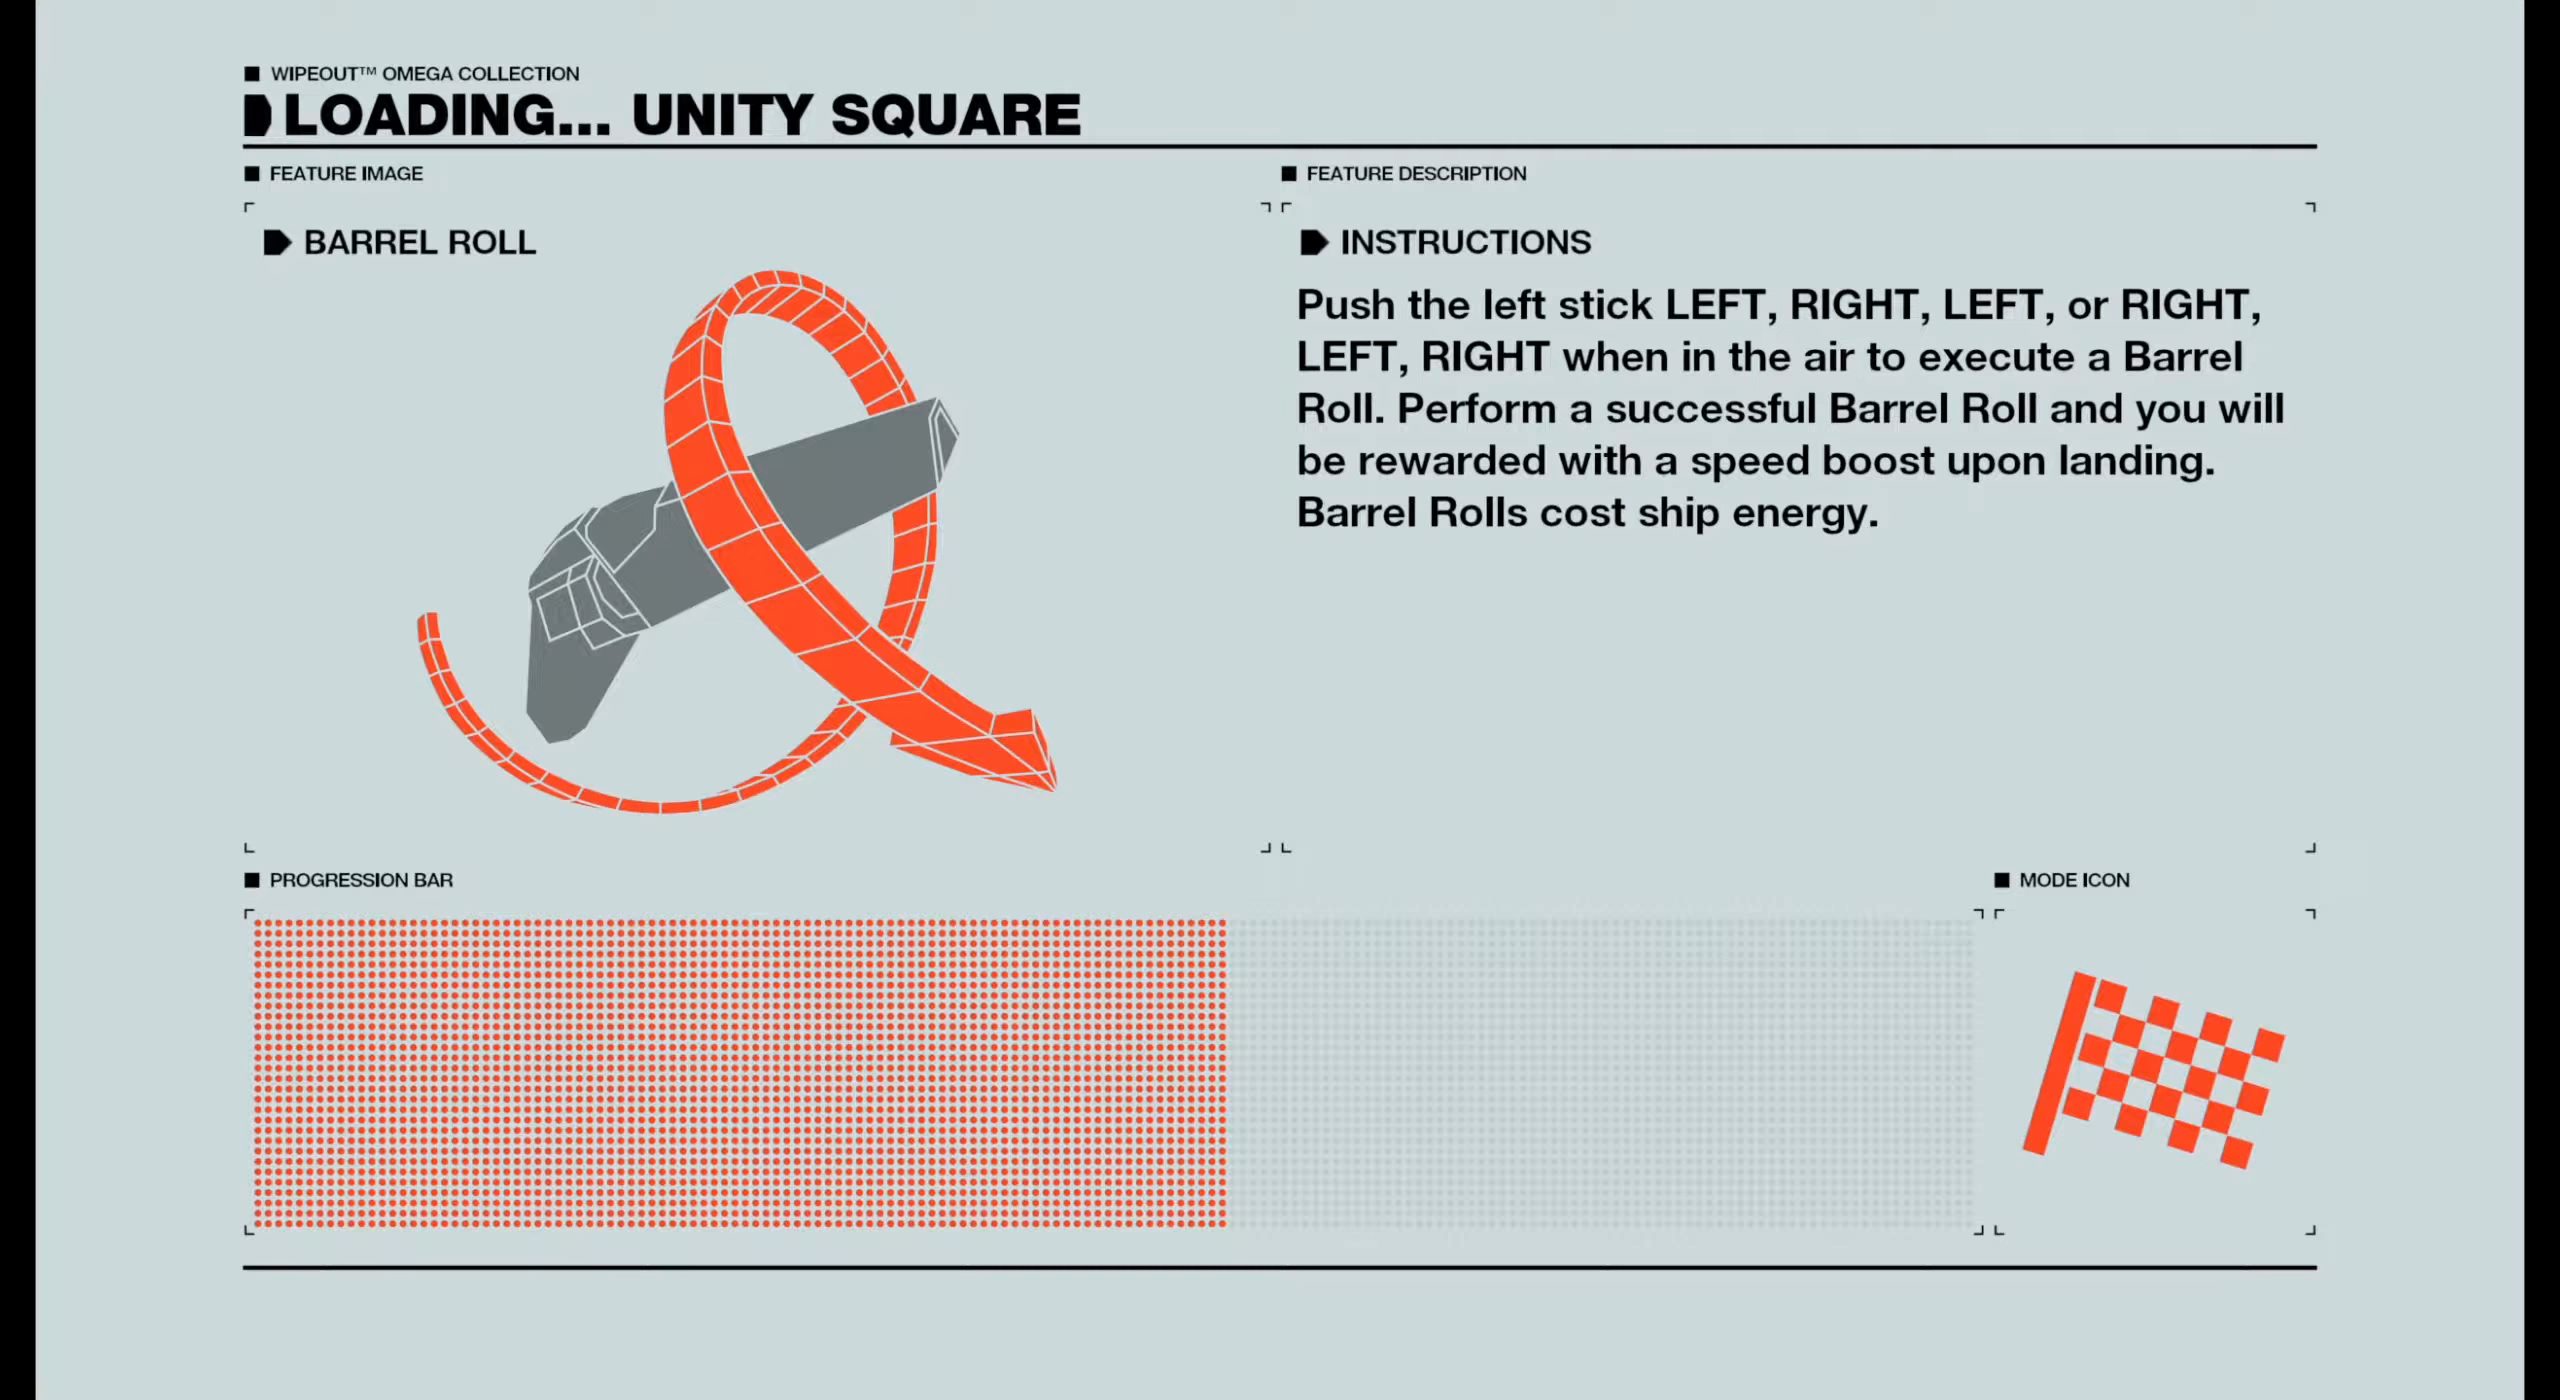 WIPEOUT™ OMEGA COLLECTION
LOADING... UNITY SQUARE
FEATURE IMAGE
BARREL ROLL
FEATURE DESCRIPTION
INSTRUCTIONS
Push the left stick LEFT, RIGHT, LEFT, or RIGHT,
LEFT, RIGHT when in the air to execute a Barrel
Roll. Perform a successful Barrel Roll and you will
be rewarded with a speed boost upon landing.
Barrel Rolls cost ship energy.
PROGRESSION BAR
MODE ICON